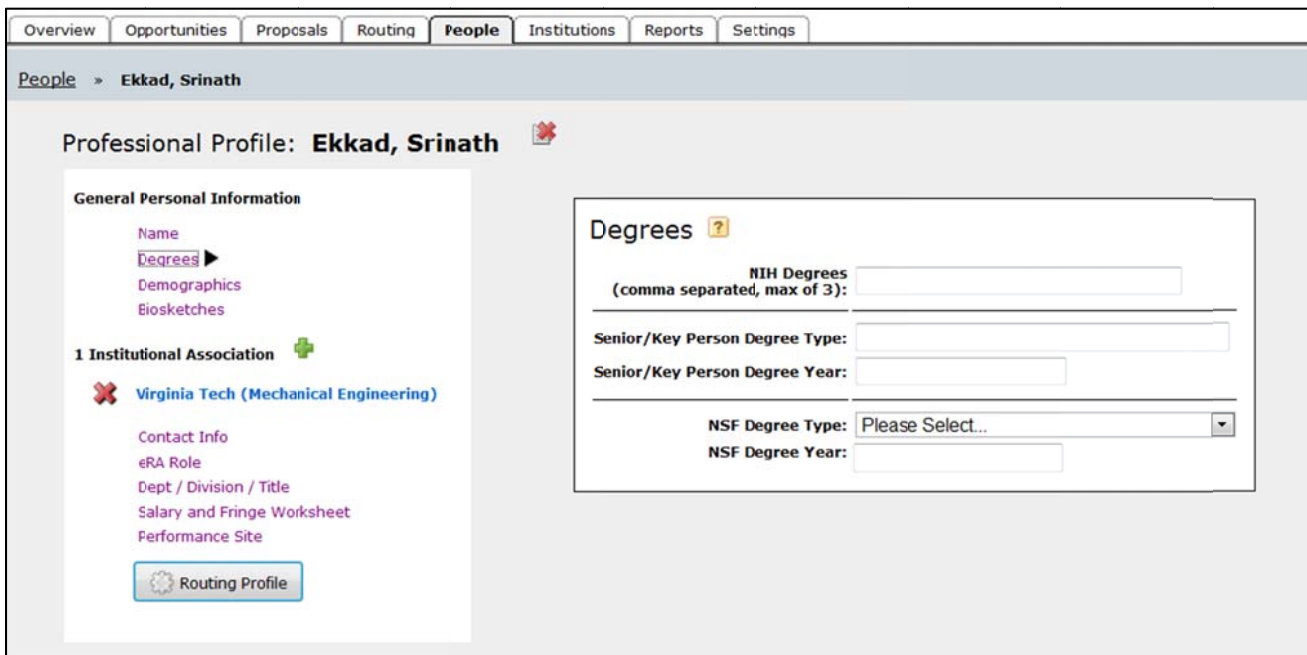 Overview Opportunities Proposals Routing People Institutions Reports Settings
People » Ekkad, Srinath
Professional Profile: Ekkad, Srinath
General Personal Information
Name
Degrees
Demographics
Biosketches
1 Institutional Association
Virginia Tech (Mechanical Engineering)
Contact Info
eRA Role
Dept / Division / Title
Salary and Fringe Worksheet
Performance Site
Routing Profile
Degrees ?
NIH Degrees
(comma separated, max of 3):
Senior/Key Person Degree Type:
Senior/Key Person Degree Year:
NSF Degree Type: Please Select...
NSF Degree Year: